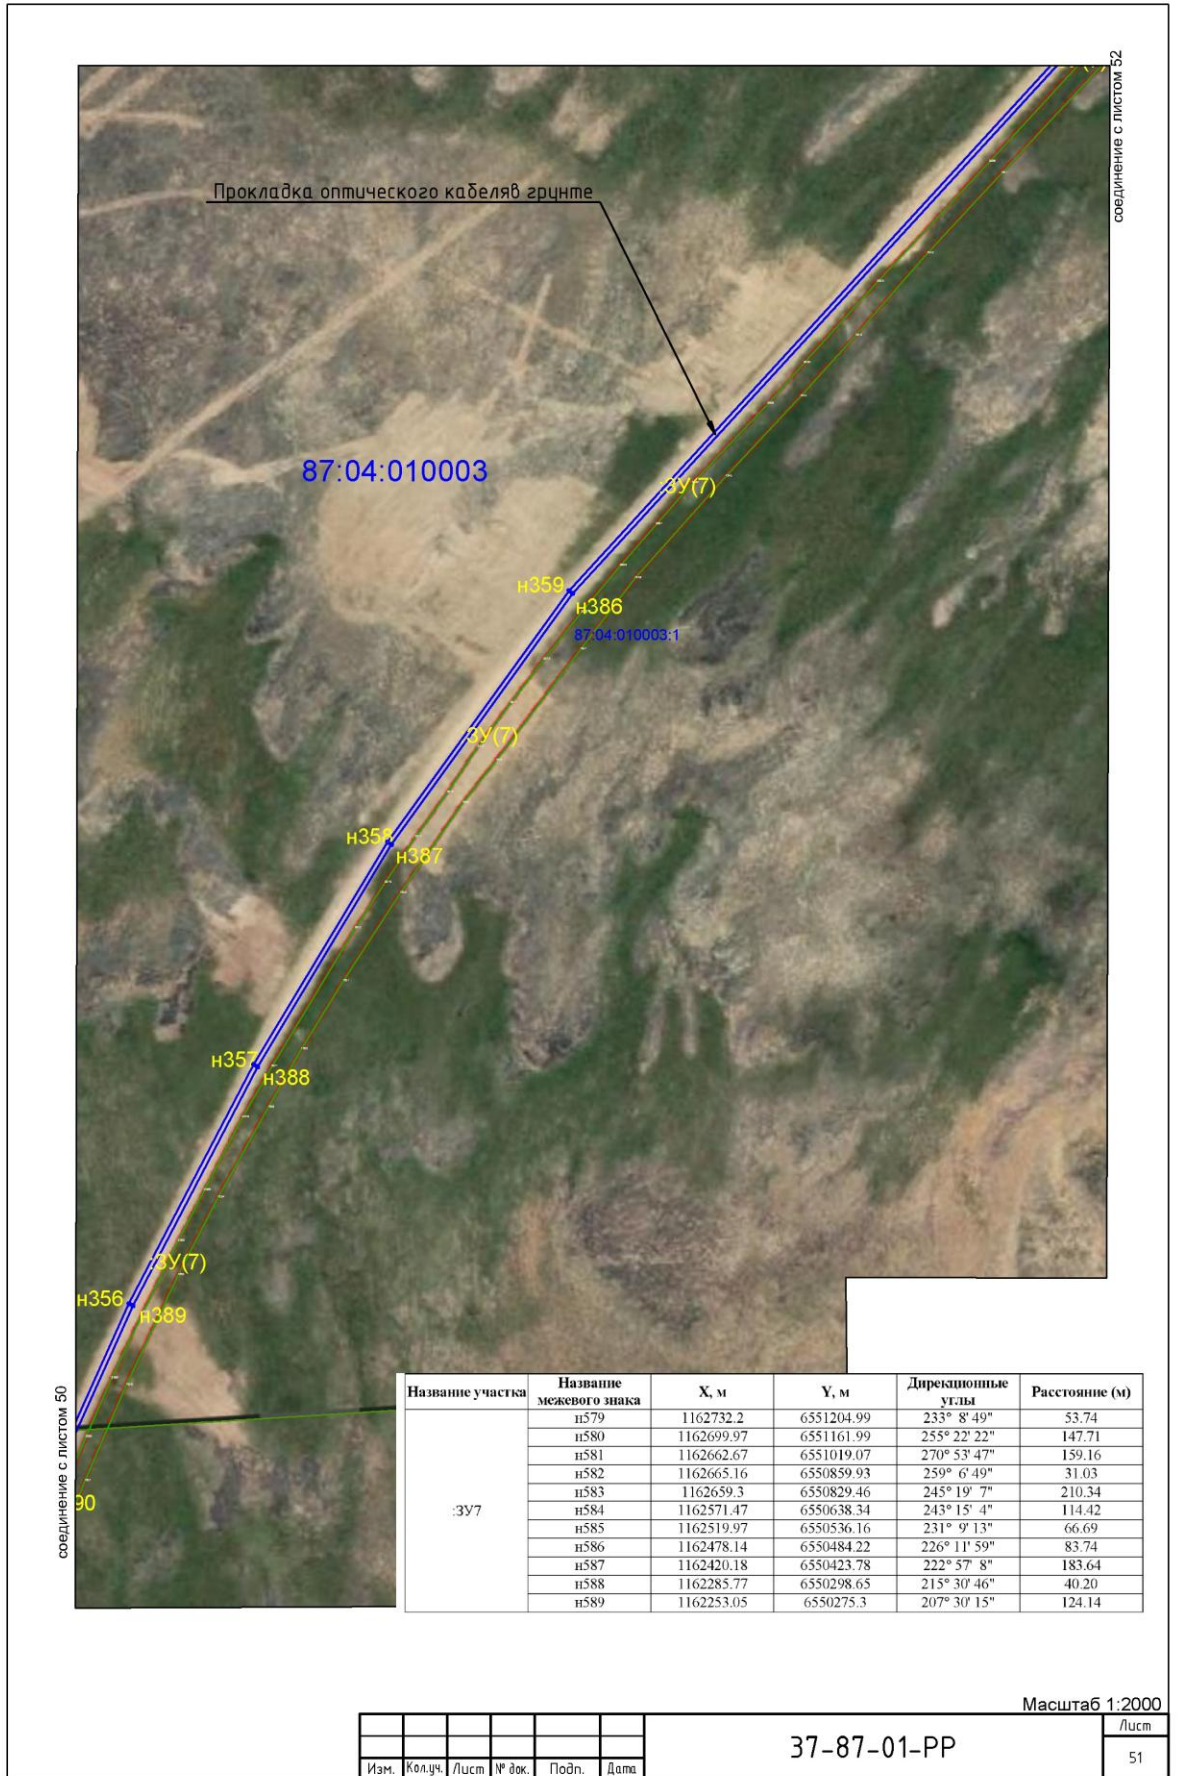 соединение с листом 52
Прокладка оптического кабеляв грунте
87:04:010003
:ЗУ(7)
н359
н386
87:04:010003:1
:ЗУ(7)
н358
н387
н357
н388
:ЗУ(7)
н356
н389
соединение с листом 50
90
Название участка Название межевого знака X, м Y, м Дирекционные углы Расстояние (м)
:ЗУ7
н579 1162732.2 6551204.99 233° 8' 49" 53.74
н580 1162699.97 6551161.99 255° 22' 22" 147.71
н581 1162662.67 6551019.07 270° 53' 47" 159.16
н582 1162665.16 6550859.93 259° 6' 49" 31.03
н583 1162659.3 6550829.46 245° 19' 7" 210.34
н584 1162571.47 6550638.34 243° 15' 4" 114.42
н585 1162519.97 6550536.16 231° 9' 13" 66.69
н586 1162478.14 6550484.22 226° 11' 59" 83.74
н587 1162420.18 6550423.78 222° 57' 8" 183.64
н588 1162285.77 6550298.65 215° 30' 46" 40.20
н589 1162253.05 6550275.3 207° 30' 15" 124.14
Масштаб 1:2000
37-87-01-РР
Лист
51
Изм. Кол.уч. Лист № док. Подп. Дата